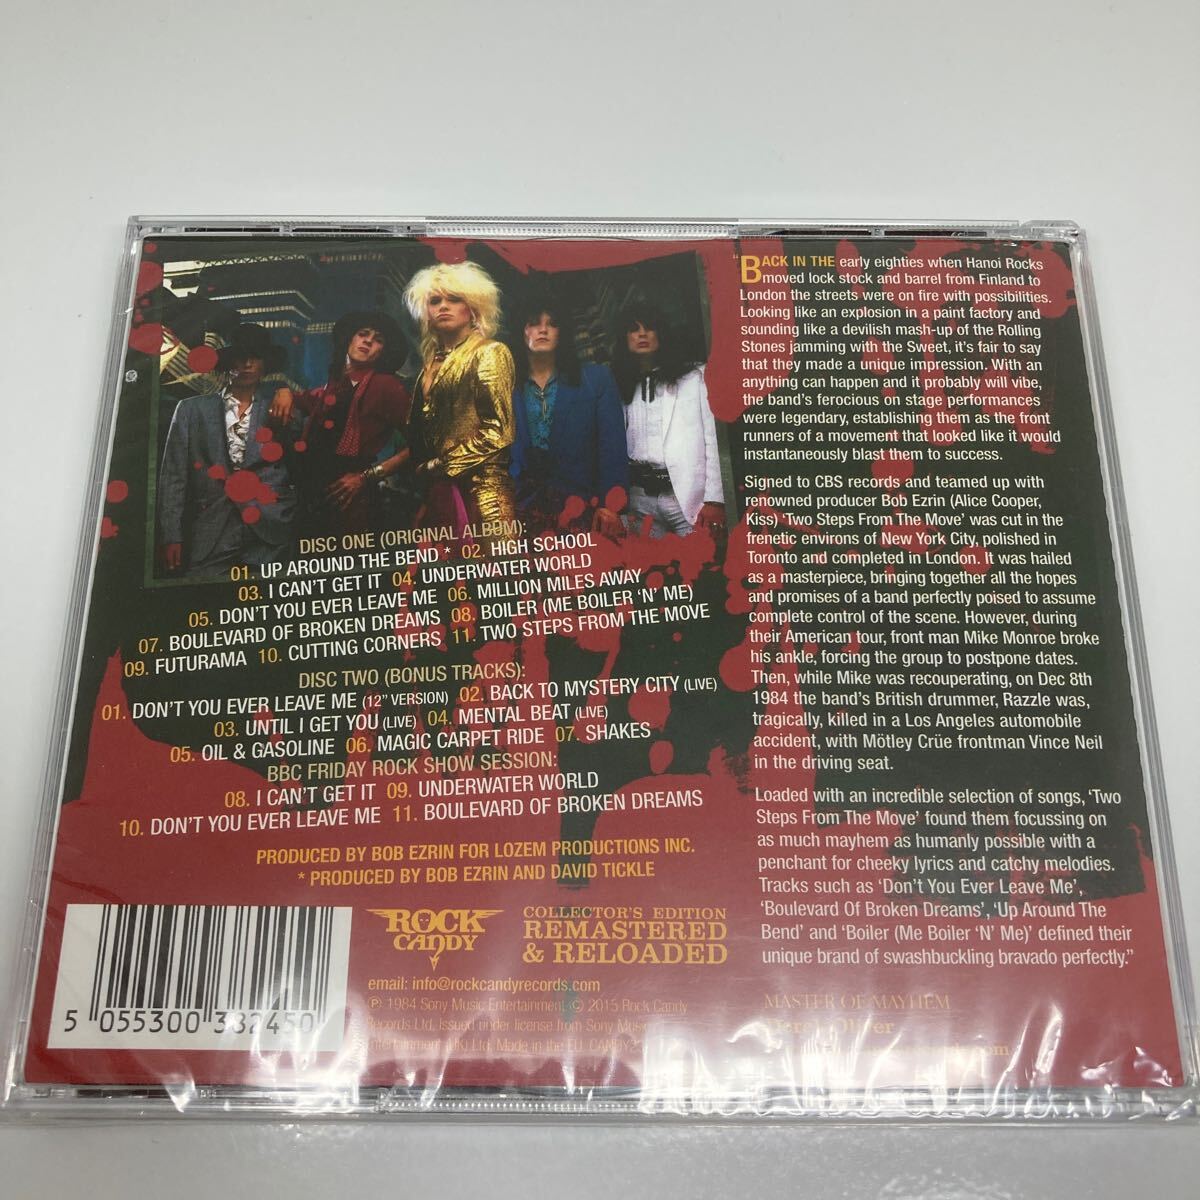 DISC ONE (ORIGINAL ALBUM):
01. UP AROUND THE BEND * 02. HIGH SCHOOL
03. I CAN'T GET IT 04. UNDERWATER WORLD
05. DON'T YOU EVER LEAVE ME 06. MILLION MILES AWAY
07. BOULEVARD OF BROKEN DREAMS 08. BOILER (ME BOILER 'N' ME)
09. FUTURAMA 10. CUTTING CORNERS 11. TWO STEPS FROM THE MOVE
DISC TWO (BONUS TRACKS):
01. DON'T YOU EVER LEAVE ME (12" VERSION) 02. BACK TO MYSTERY CITY (LIVE)
03. UNTIL I GET YOU (LIVE) 04. MENTAL BEAT (LIVE)
05. OIL & GASOLINE 06. MAGIC CARPET RIDE 07. SHAKES
BBC FRIDAY ROCK SHOW SESSION:
08. I CAN'T GET IT 09. UNDERWATER WORLD
10. DON'T YOU EVER LEAVE ME 11. BOULEVARD OF BROKEN DREAMS
PRODUCED BY BOB EZRIN FOR LOZEM PRODUCTIONS INC.
* PRODUCED BY BOB EZRIN AND DAVID TICKLE
ROCK
CANDY
COLLECTOR'S EDITION
REMASTERED
& RELOADED
email: info@rockcandyrecords.com
℗ 1984 Sony Music Entertainment © 2015 Rock Candy
Records Ltd. Issued under license from Sony Music
Entertainment (UK) Ltd. Made in the EU.
5 055300 382450
"BACK IN THE early eighties when Hanoi Rocks
moved lock stock and barrel from Finland to
London the streets were on fire with possibilities.
Looking like an explosion in a paint factory and
sounding like a devilish mash-up of the Rolling
Stones jamming with the Sweet, it's fair to say
that they made a unique impression. With an
anything can happen and it probably will vibe,
the band's ferocious on stage performances
were legendary, establishing them as the front
runners of a movement that looked like it would
instantaneously blast them to success.
Signed to CBS records and teamed up with
renowned producer Bob Ezrin (Alice Cooper,
Kiss) 'Two Steps From The Move' was cut in the
frenetic environs of New York City, polished in
Toronto and completed in London. It was hailed
as a masterpiece, bringing together all the hopes
and promises of a band perfectly poised to assume
complete control of the scene. However, during
their American tour, front man Mike Monroe broke
his ankle, forcing the group to postpone dates.
Then, while Mike was recouperating, on Dec 8th
1984 the band's British drummer, Razzle was,
tragically, killed in a Los Angeles automobile
accident, with Mötley Crüe frontman Vince Neil
in the driving seat.
Loaded with an incredible selection of songs, 'Two
Steps From The Move' found them focussing on
as much mayhem as humanly possible with a
penchant for cheeky lyrics and catchy melodies.
Tracks such as 'Don't You Ever Leave Me',
'Boulevard Of Broken Dreams', 'Up Around The
Bend' and 'Boiler (Me Boiler 'N' Me)' defined their
unique brand of swashbuckling bravado perfectly."
MASTER OF MAYHEM
Derek Oliver